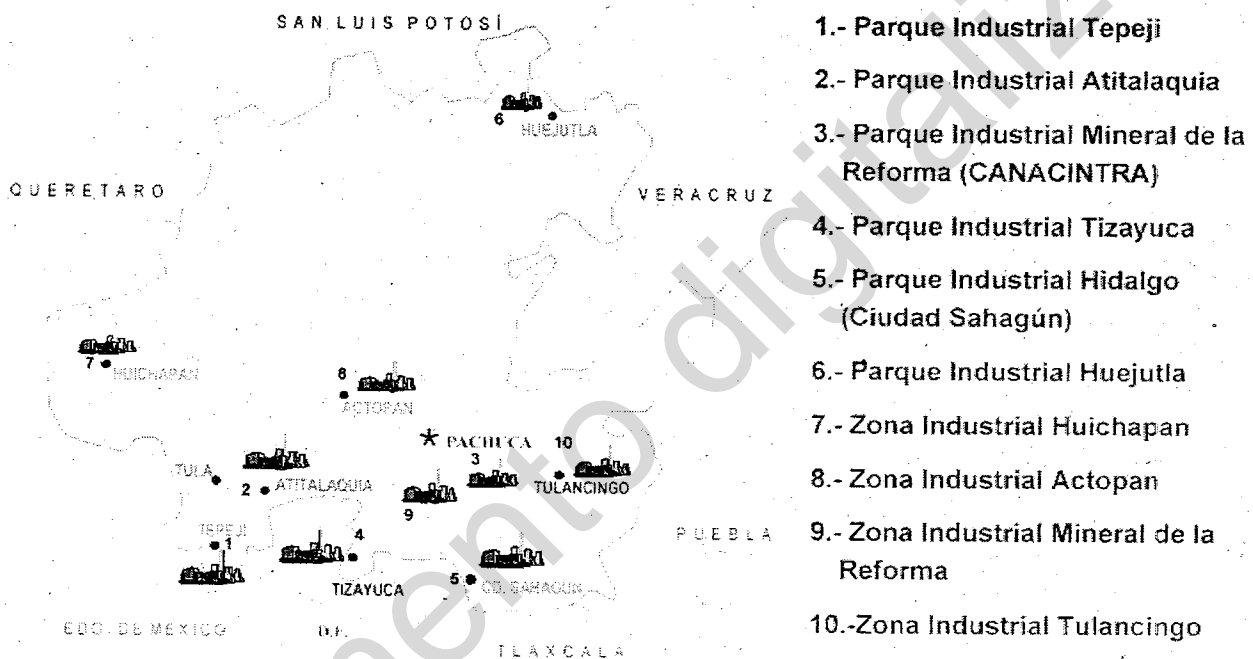 SAN LUIS POTOSÍ
6
HUEJUTLA
QUERETARO
VERACRUZ
7
HUICHAPAN
8
ACTOPAN
PACHUCA
10
3
TULA
2
ATITALAQUIA
TULANCINGO
9
TEPEJI
1
4
PUEBLA
TIZAYUCA
5
CD. SAHAGUN
EDO. DE MEXICO
D.F.
TLAXCALA
1.- Parque Industrial Tepeji
2.- Parque Industrial Atitalaquia
3.- Parque Industrial Mineral de la
Reforma (CANACINTRA)
4.- Parque Industrial Tizayuca
5.- Parque Industrial Hidalgo
(Ciudad Sahagún)
6.- Parque Industrial Huejutla
7.- Zona Industrial Huichapan
8.- Zona Industrial Actopan
9.- Zona Industrial Mineral de la
Reforma
10.-Zona Industrial Tulancingo
mento digitaliz